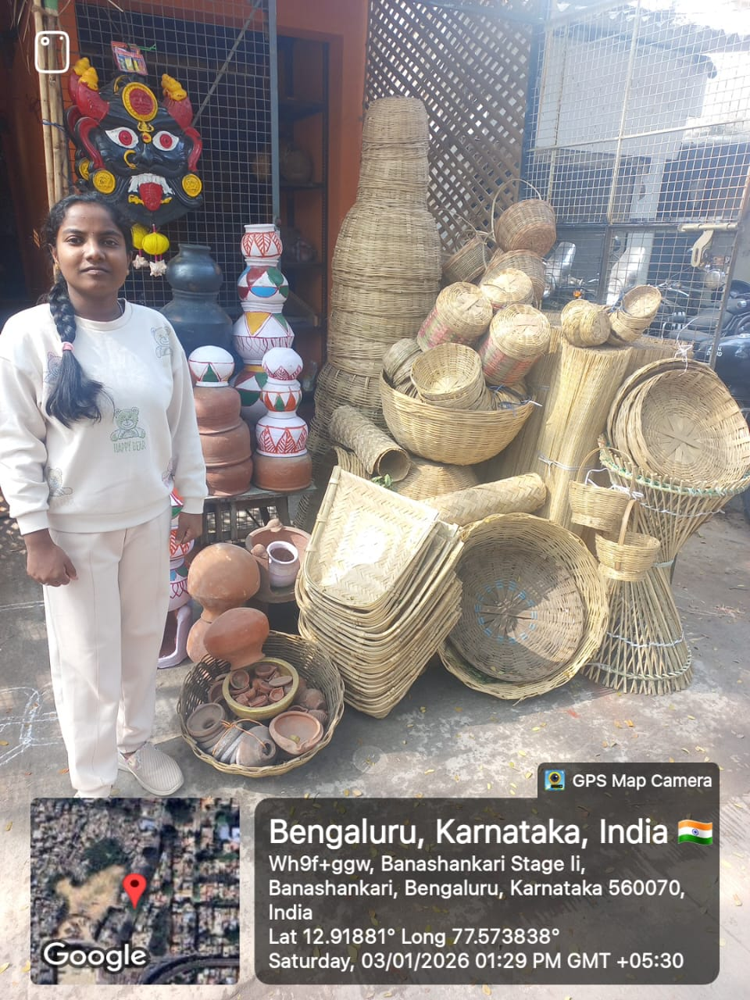 HAPPY BEAR
GPS Map Camera
Bengaluru, Karnataka, India
Wh9f+ggw, Banashankari Stage Ii,
Banashankari, Bengaluru, Karnataka 560070,
India
Lat 12.91881° Long 77.573838°
Saturday, 03/01/2026 01:29 PM GMT +05:30
Google